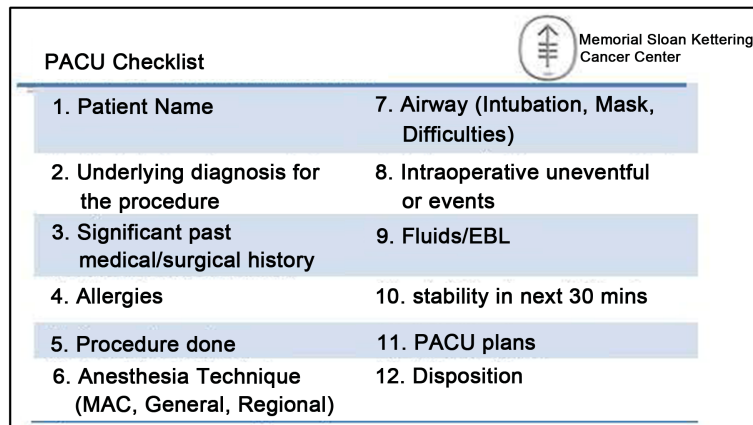 PACU Checklist
Memorial Sloan Kettering
Cancer Center
1. Patient Name
2. Underlying diagnosis for
the procedure
3. Significant past
medical/surgical history
4. Allergies
5. Procedure done
6. Anesthesia Technique
(MAC, General, Regional)
7. Airway (Intubation, Mask,
Difficulties)
8. Intraoperative uneventful
or events
9. Fluids/EBL
10. stability in next 30 mins
11. PACU plans
12. Disposition